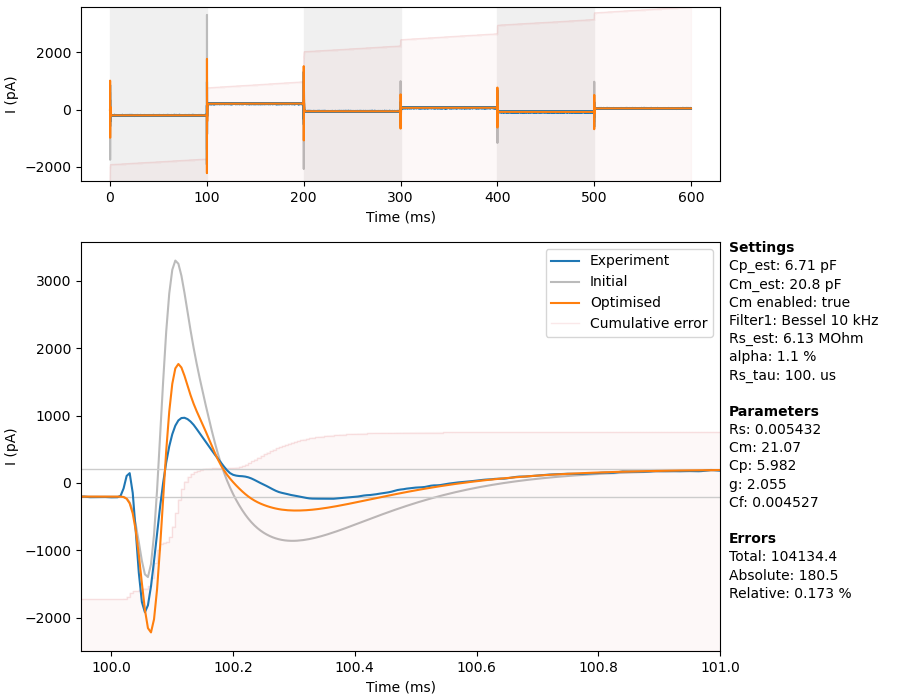 2000
0
−2000
I (pA)
0
100
200
300
400
500
600
Time (ms)
3000
2000
1000
0
−1000
−2000
I (pA)
Experiment
Initial
Optimised
Cumulative error
100.0
100.2
100.4
100.6
100.8
101.0
Time (ms)
Settings
Cp_est: 6.71 pF
Cm_est: 20.8 pF
Cm enabled: true
Filter1: Bessel 10 kHz
Rs_est: 6.13 MOhm
alpha: 1.1 %
Rs_tau: 100. us
Parameters
Rs: 0.005432
Cm: 21.07
Cp: 5.982
g: 2.055
Cf: 0.004527
Errors
Total: 104134.4
Absolute: 180.5
Relative: 0.173 %